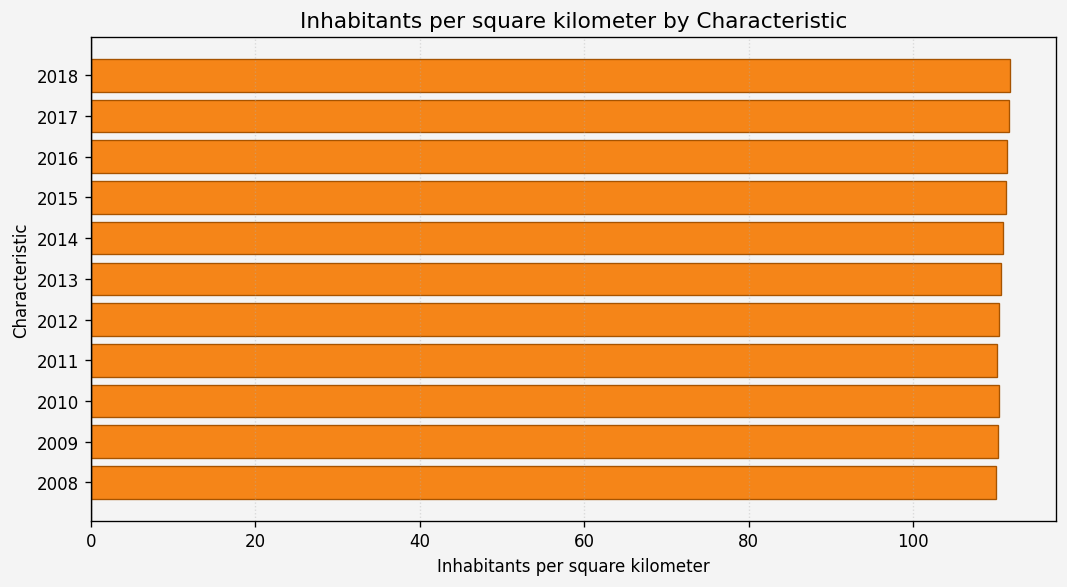 Inhabitants per square kilometer by Characteristic
Characteristic
2018
2017
2016
2015
2014
2013
2012
2011
2010
2009
2008
0 20 40 60 80 100
Inhabitants per square kilometer